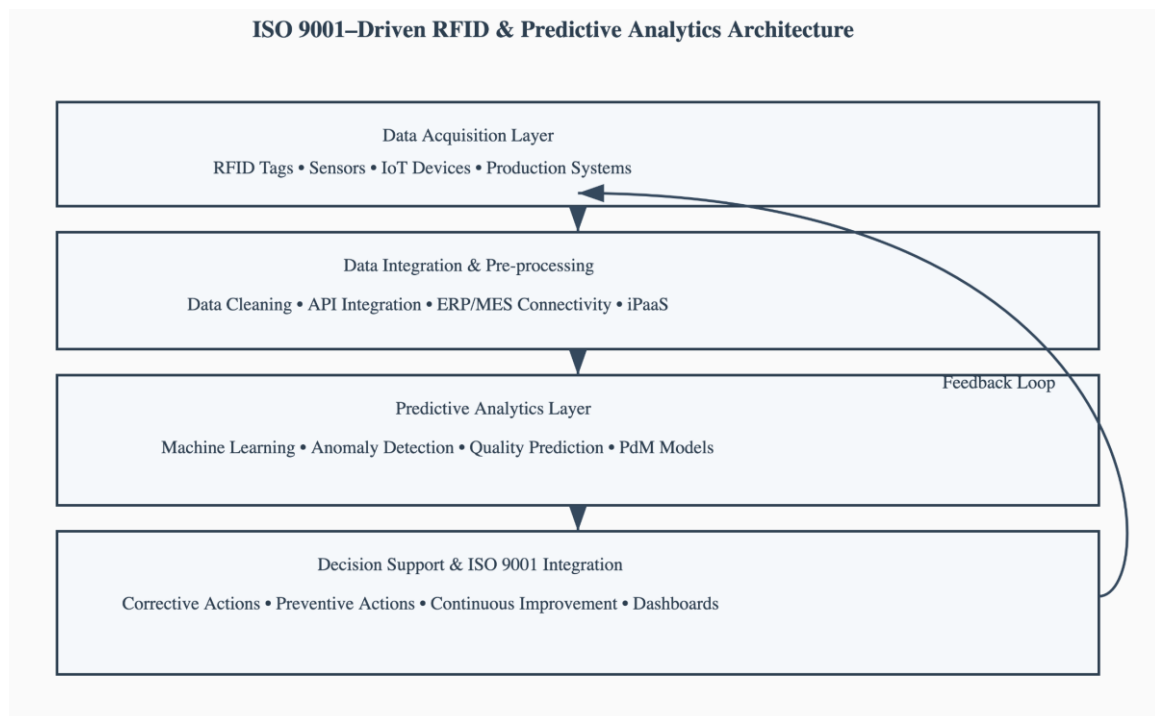 ISO 9001–Driven RFID & Predictive Analytics Architecture
Data Acquisition Layer
RFID Tags • Sensors • IoT Devices • Production Systems
Data Integration & Pre-processing
Data Cleaning • API Integration • ERP/MES Connectivity • iPaaS
Feedback Loop
Predictive Analytics Layer
Machine Learning • Anomaly Detection • Quality Prediction • PdM Models
Decision Support & ISO 9001 Integration
Corrective Actions • Preventive Actions • Continuous Improvement • Dashboards